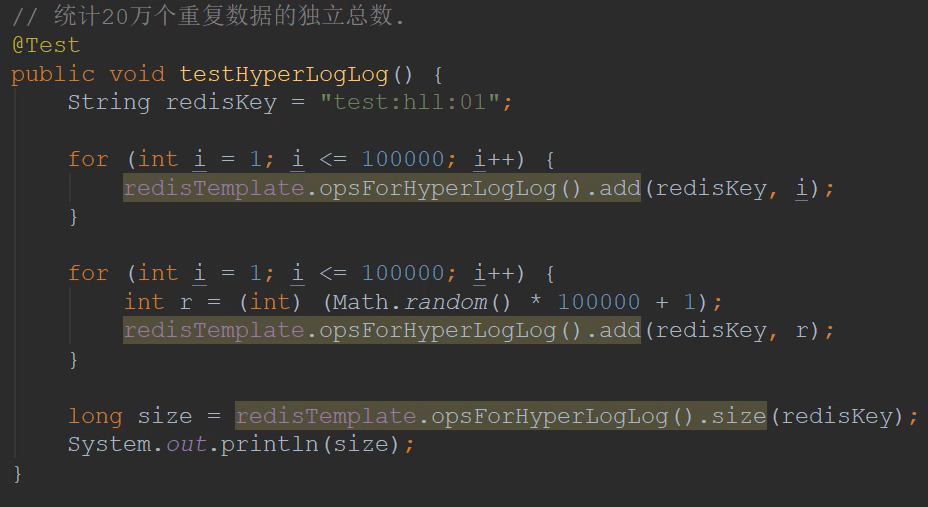 // 统计20万个重复数据的独立总数.
@Test
public void testHyperLogLog() {
    String redisKey = "test:hll:01";

    for (int i = 1; i <= 100000; i++) {
        redisTemplate.opsForHyperLogLog().add(redisKey, i);
    }

    for (int i = 1; i <= 100000; i++) {
        int r = (int) (Math.random() * 100000 + 1);
        redisTemplate.opsForHyperLogLog().add(redisKey, r);
    }

    long size = redisTemplate.opsForHyperLogLog().size(redisKey);
    System.out.println(size);
}